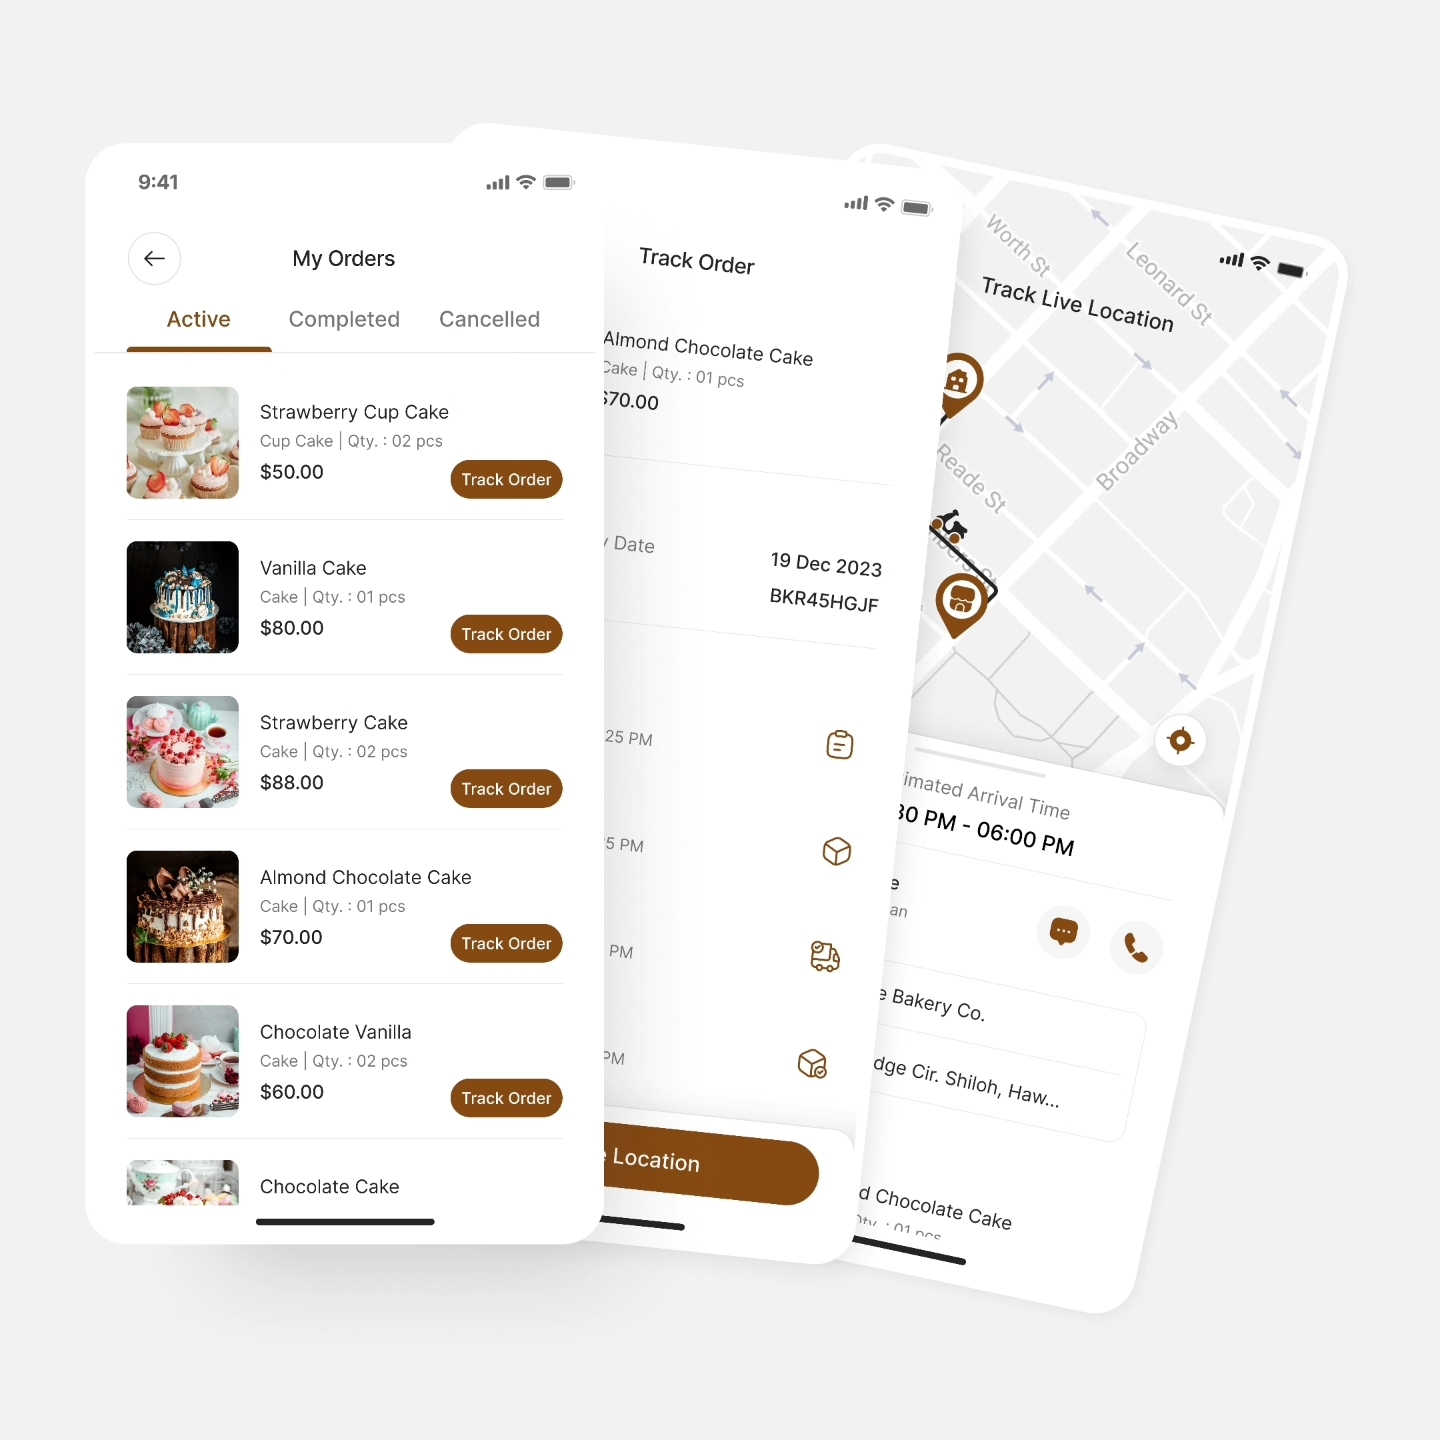 9:41
My Orders
Active
Completed
Cancelled
Strawberry Cup Cake
Cup Cake | Qty. : 02 pcs
$50.00
Track Order
Vanilla Cake
Cake | Qty. : 01 pcs
$80.00
Track Order
Strawberry Cake
Cake | Qty. : 02 pcs
$88.00
Track Order
Almond Chocolate Cake
Cake | Qty. : 01 pcs
$70.00
Track Order
Chocolate Vanilla
Cake | Qty. : 02 pcs
$60.00
Track Order
Chocolate Cake
Track Order
Almond Chocolate Cake
Cake | Qty. : 01 pcs
$70.00
Date
19 Dec 2023
BKR45HGJF
25 PM
5 PM
PM
PM
Location
Worth St
Leonard St
Track Live Location
Broadway
Reade St
Arrival Time
PM - 06:00 PM
Bakery Co.
Cir. Shiloh, Haw...
Chocolate Cake
: 01 pcs